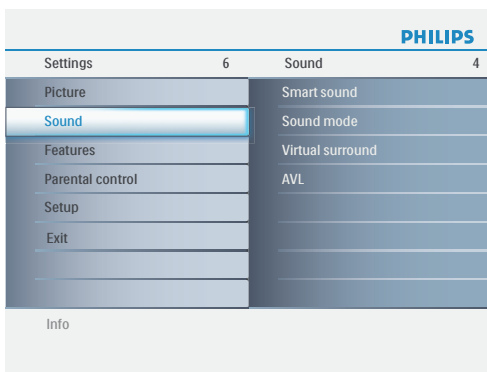 PHILIPS
Settings 6 Sound 4
Picture Smart sound
Sound Sound mode
Features Virtual surround
Parental control AVL
Setup
Exit
Info